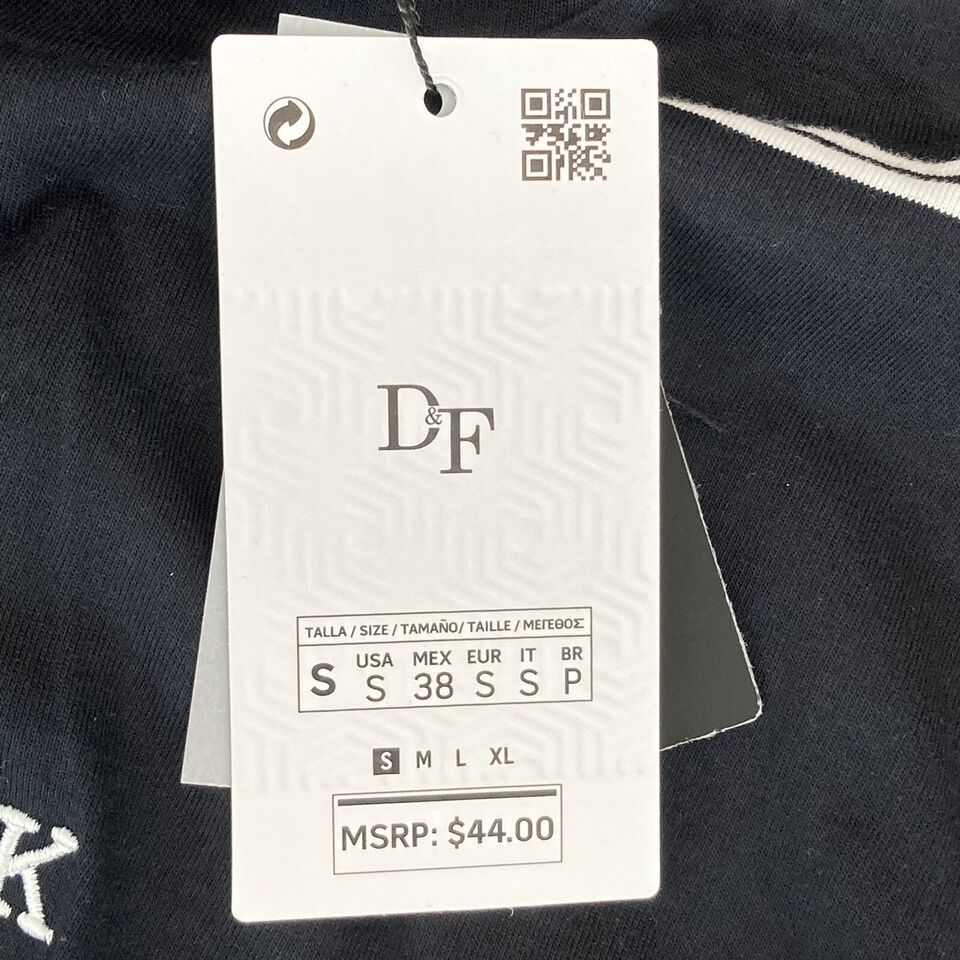 D&F
TALLA / SIZE / TAMAÑO/ TAILLE / ΜΕΓΕΘΟΣ
S USA MEX EUR IT BR
S 38 S S P
S M L XL
MSRP: $44.00
K